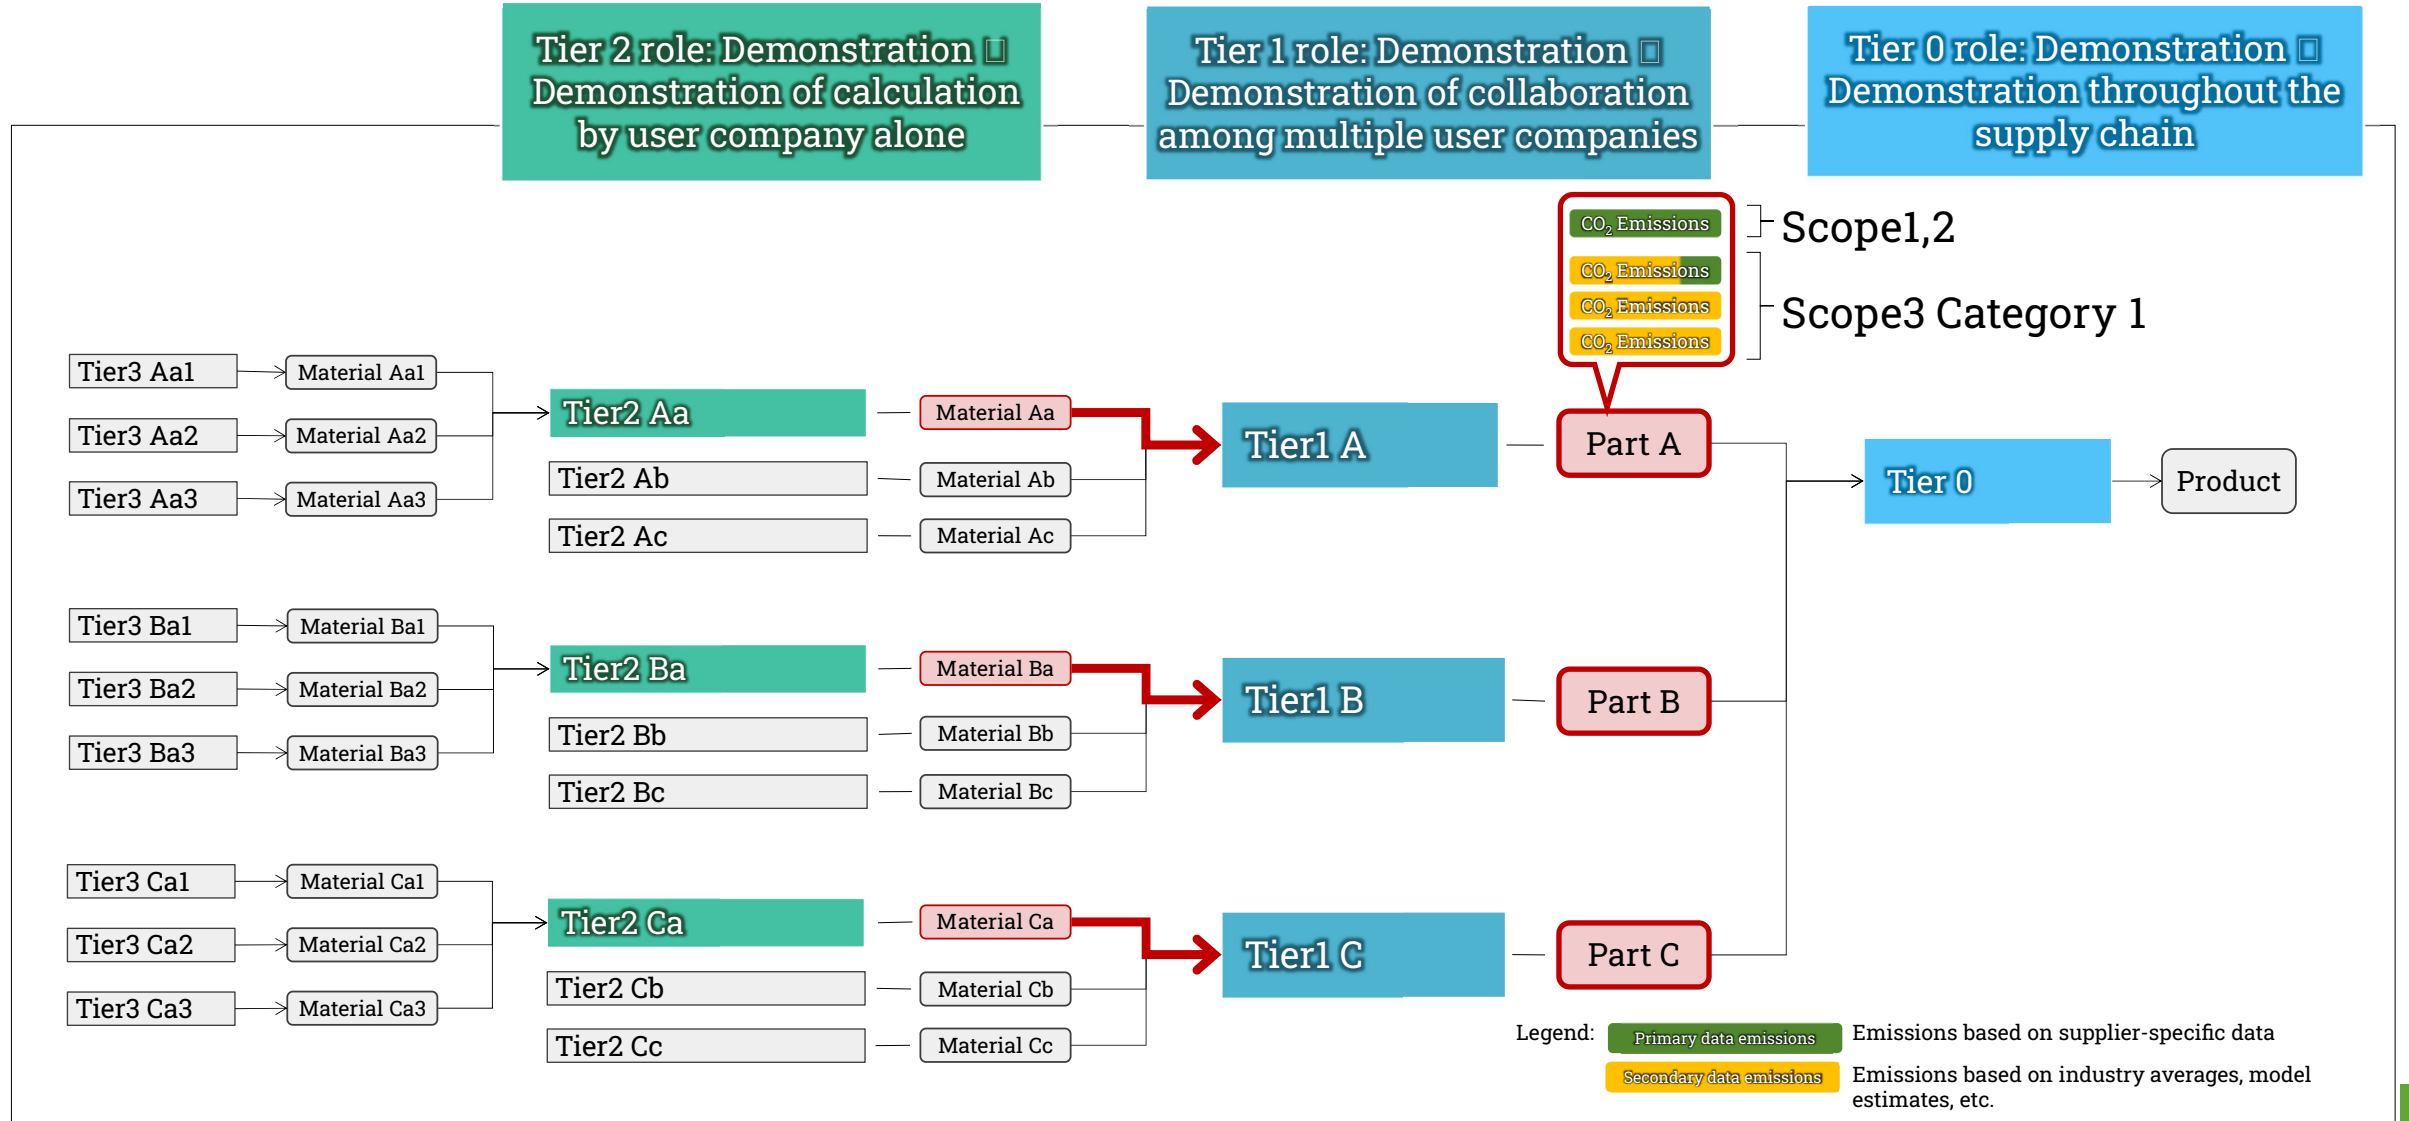 Tier 2 role: Demonstration
Demonstration of calculation
by user company alone
Tier 1 role: Demonstration
Demonstration of collaboration
among multiple user companies
Tier 0 role: Demonstration
Demonstration throughout the
supply chain
CO₂ Emissions
Scope1,2
CO₂ Emissions
CO₂ Emissions
CO₂ Emissions
Scope3 Category 1
Tier3 Aa1
Material Aa1
Tier3 Aa2
Material Aa2
Tier3 Aa3
Material Aa3
Tier2 Aa
Material Aa
Tier2 Ab
Material Ab
Tier2 Ac
Material Ac
Tier1 A
Part A
Tier 0
Product
Tier3 Ba1
Material Ba1
Tier3 Ba2
Material Ba2
Tier3 Ba3
Material Ba3
Tier2 Ba
Material Ba
Tier2 Bb
Material Bb
Tier2 Bc
Material Bc
Tier1 B
Part B
Tier3 Ca1
Material Ca1
Tier3 Ca2
Material Ca2
Tier3 Ca3
Material Ca3
Tier2 Ca
Material Ca
Tier2 Cb
Material Cb
Tier2 Cc
Material Cc
Tier1 C
Part C
Legend:
Primary data emissions
Emissions based on supplier-specific data
Secondary data emissions
Emissions based on industry averages, model
estimates, etc.